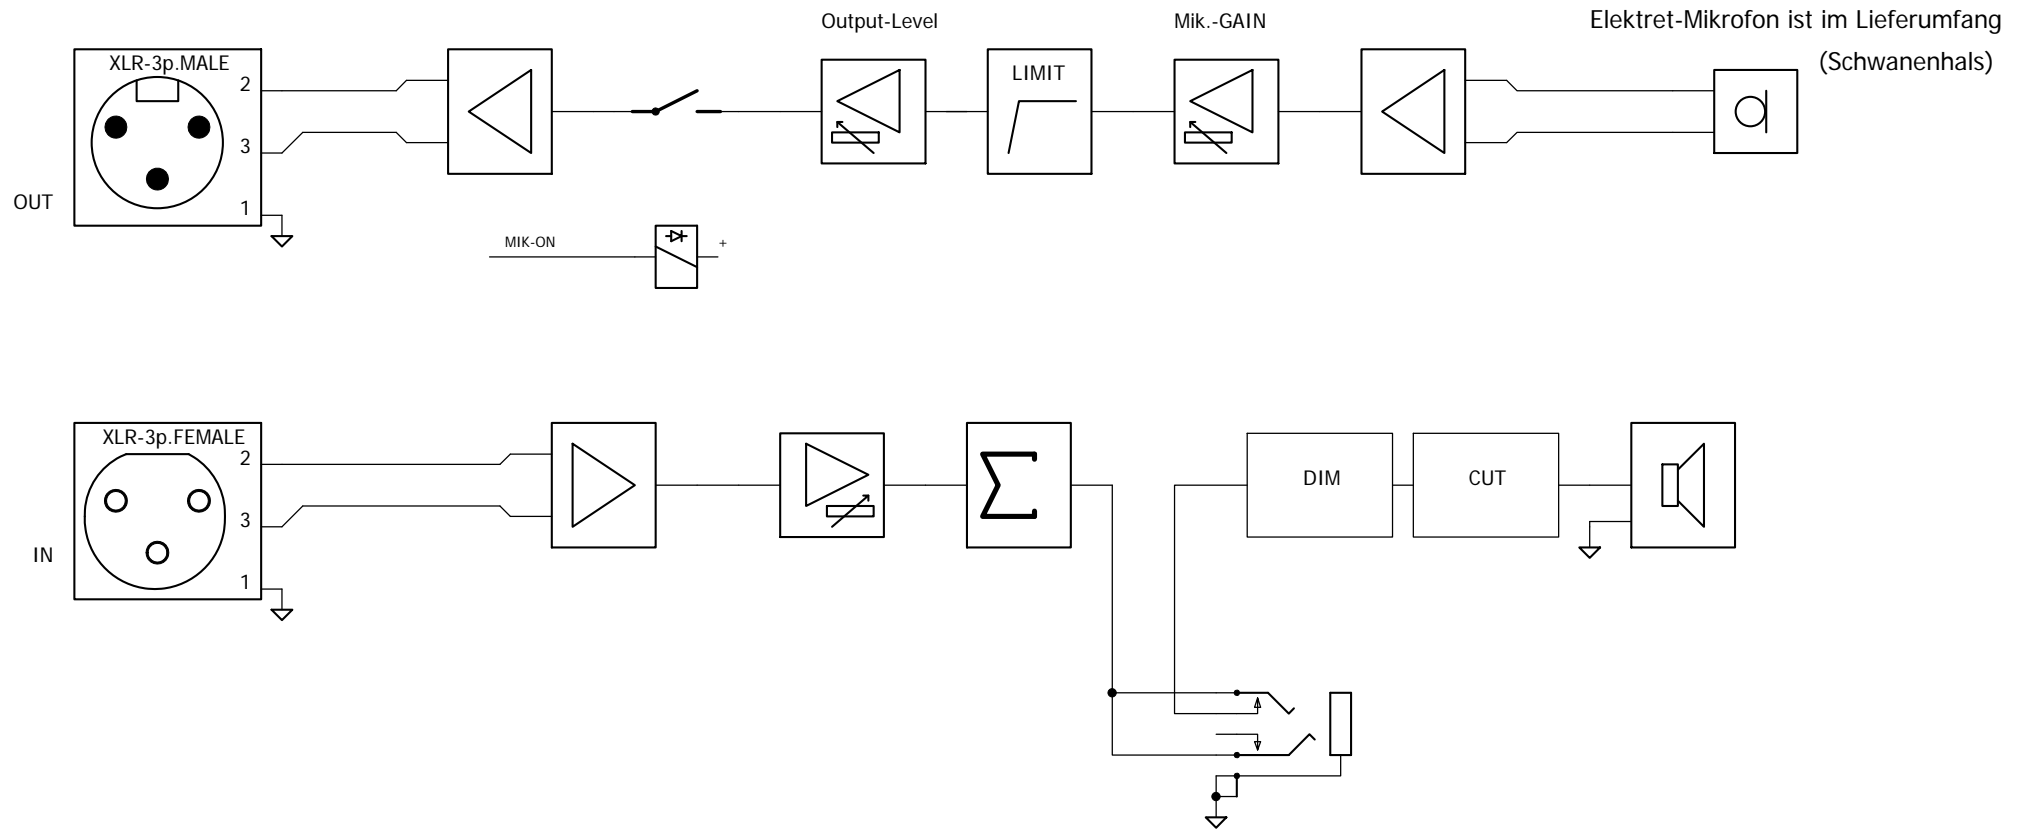 Output-Level
Mik.-GAIN
Elektret-Mikrofon ist im Lieferumfang
(Schwanenhals)
XLR-3p.MALE
2
3
1
OUT
LIMIT
MIK-ON
+
XLR-3p.FEMALE
2
3
1
IN
DIM
CUT